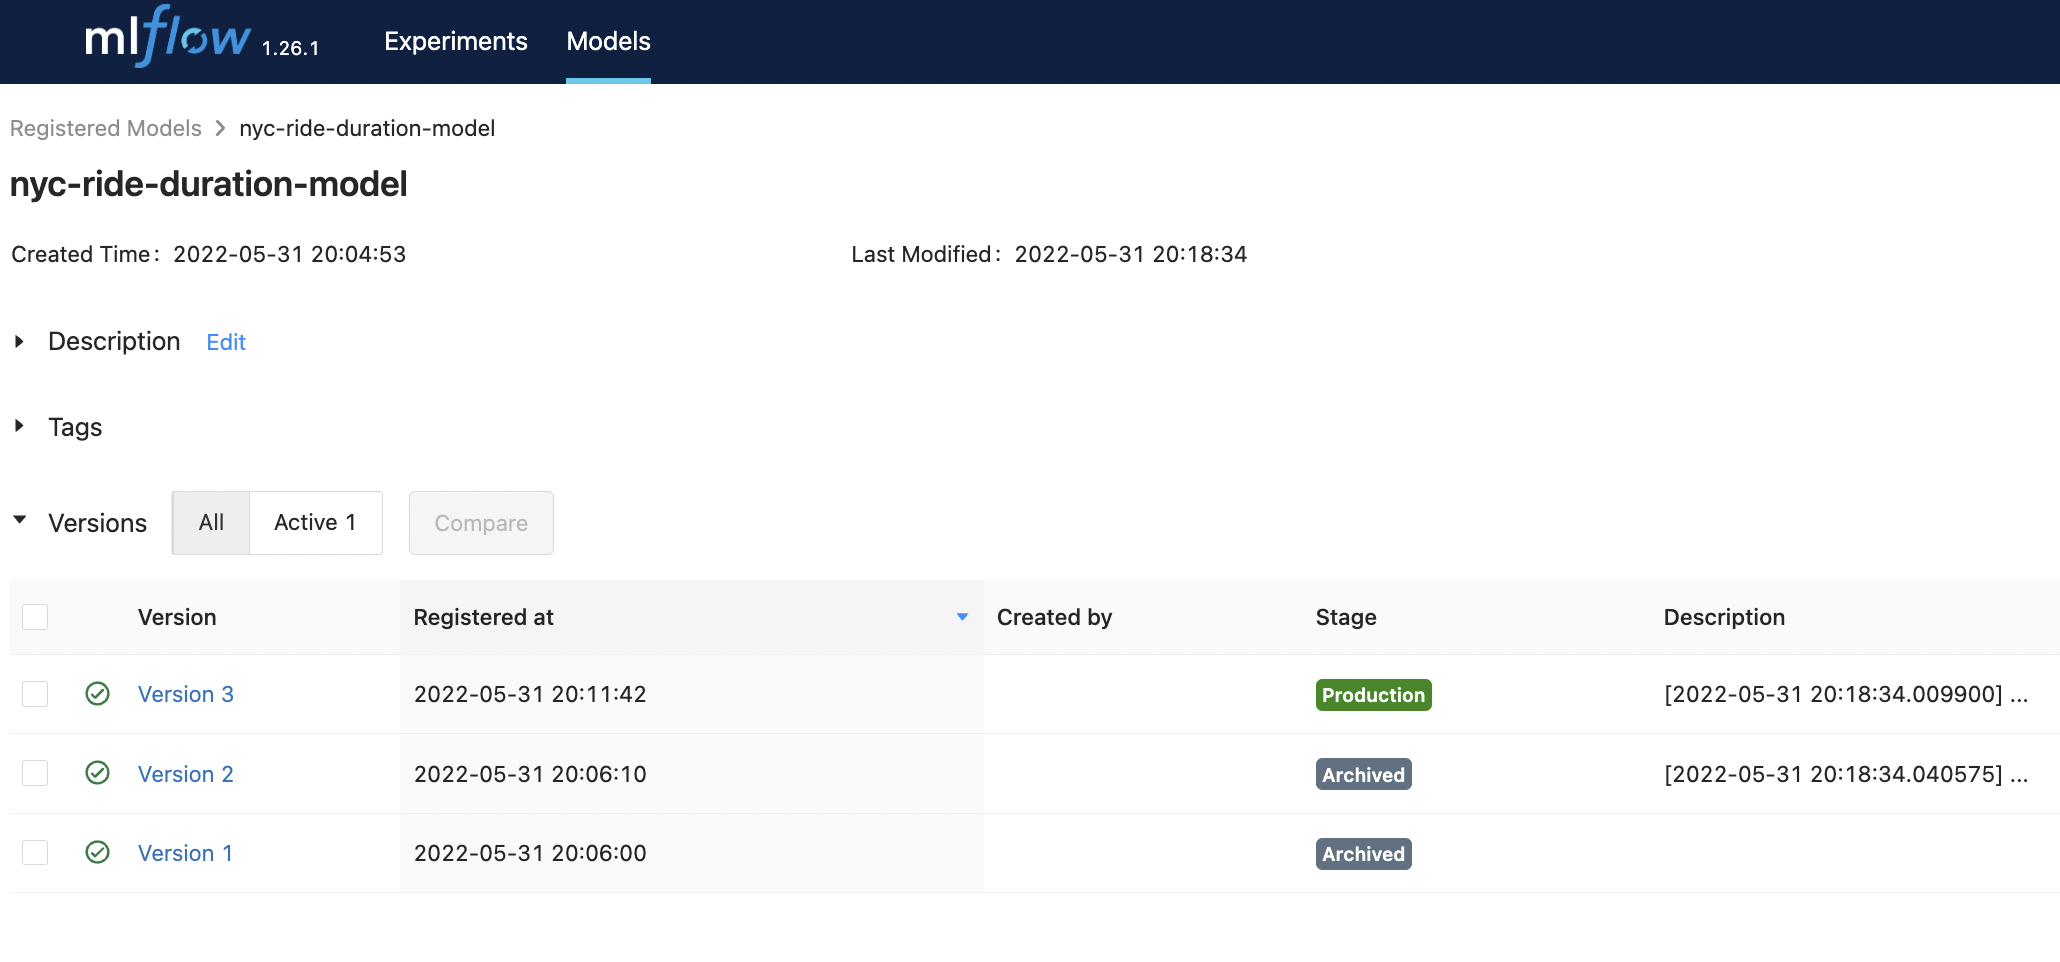 mlflow 1.26.1 Experiments Models
Registered Models > nyc-ride-duration-model
nyc-ride-duration-model
Created Time: 2022-05-31 20:04:53 Last Modified: 2022-05-31 20:18:34
Description Edit
Tags
Versions All Active 1 Compare
Version Registered at Created by Stage Description
Version 3 2022-05-31 20:11:42 Production [2022-05-31 20:18:34.009900] ...
Version 2 2022-05-31 20:06:10 Archived [2022-05-31 20:18:34.040575] ...
Version 1 2022-05-31 20:06:00 Archived